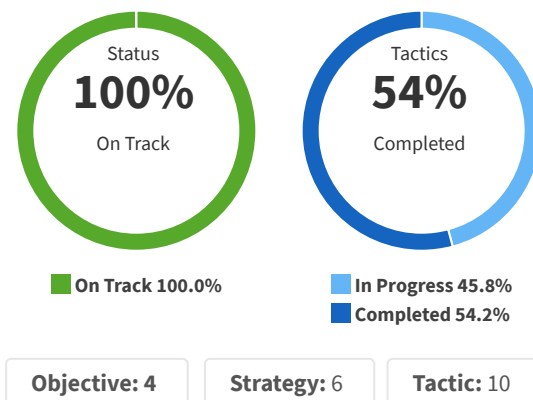 Status
100%
On Track
Tactics
54%
Completed
On Track 100.0%
In Progress 45.8%
Completed 54.2%
Objective: 4
Strategy: 6
Tactic: 10